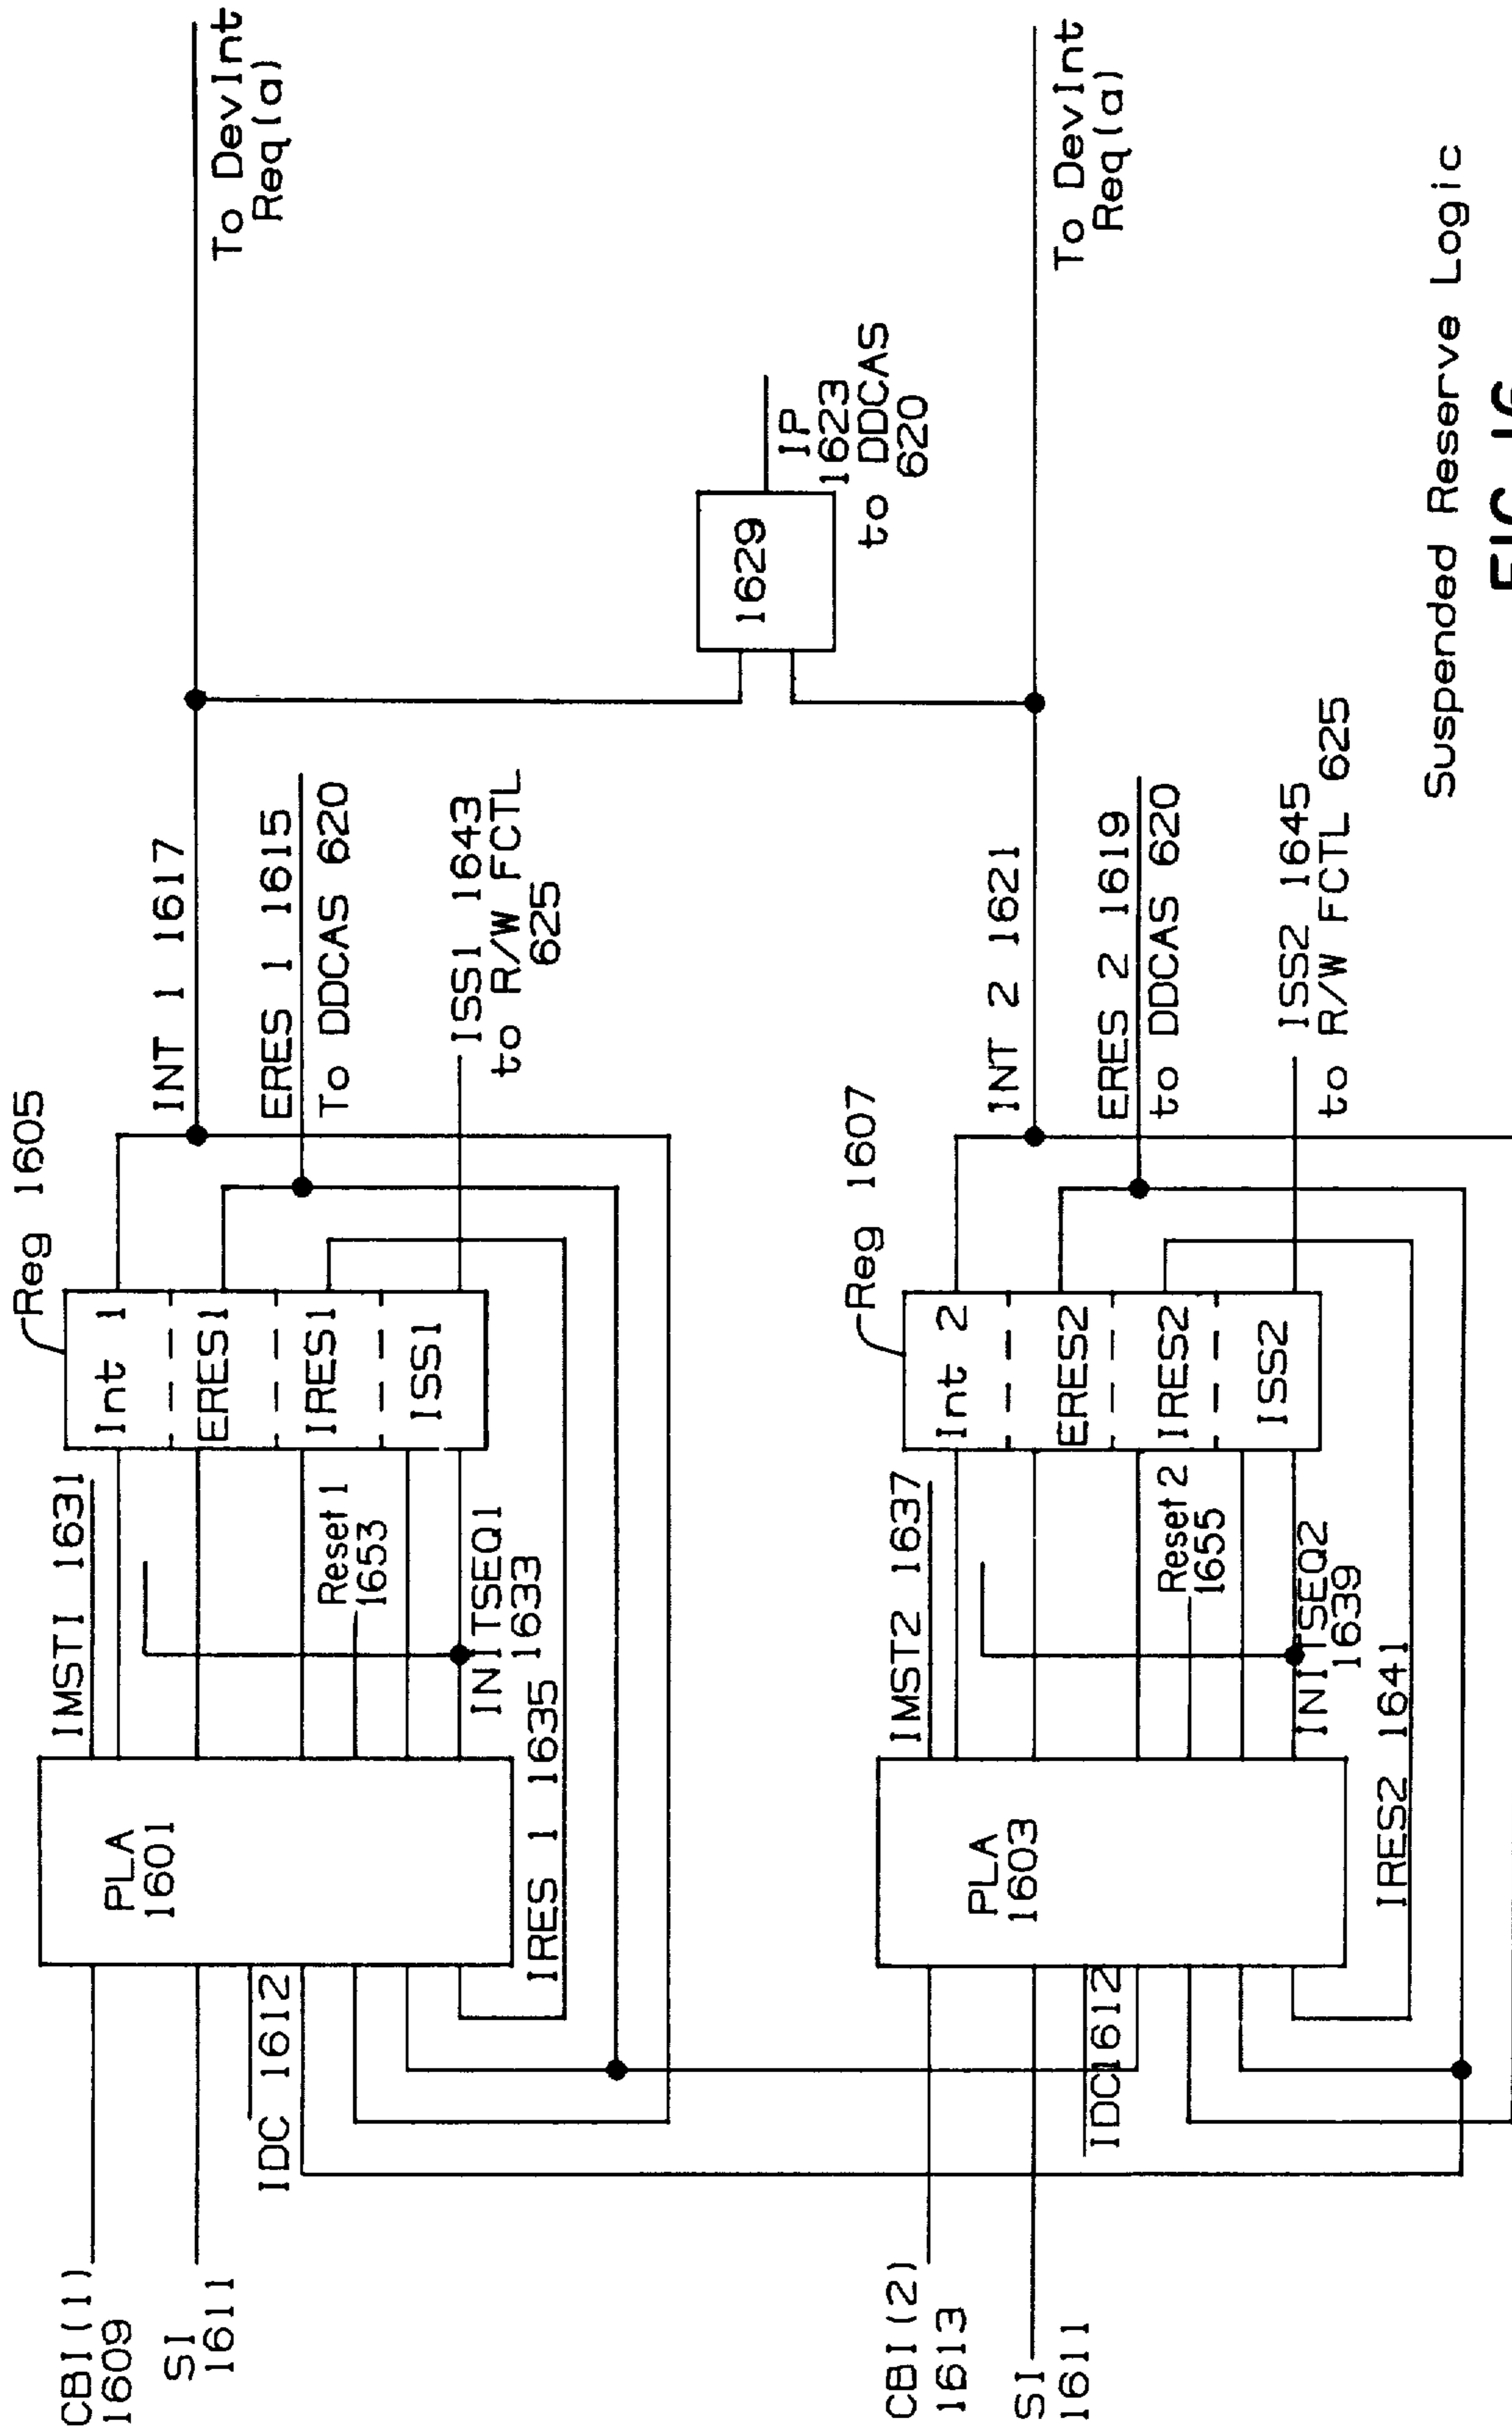 CBI(1)
1609
SI
1611
IDC 1612
PLA
1601
IMST1 1631
Reset 1
1653
INITSEQ1
1633
IRES 1 1635
Reg 1605
Int 1
ERES1
IRES1
ISS1
INT 1 1617
ERES 1 1615
To DDCAS 620
ISS1 1643
to R/W FCTL
625
To DevInt
Req(a)
1629
IP
1623
to DDCAS
620
CBI(2)
1613
SI
1611
IDC1612
PLA
1603
IMST2 1637
Reset 2
1655
INITSEQ2
1639
IRES2 1641
Reg 1607
Int 2
ERES2
IRES2
ISS2
INT 2 1621
ERES 2 1619
to DDCAS 620
ISS2 1645
to R/W FCTL 625
To DevInt
Req(a)
Suspended Reserve Logic
FIG. 16